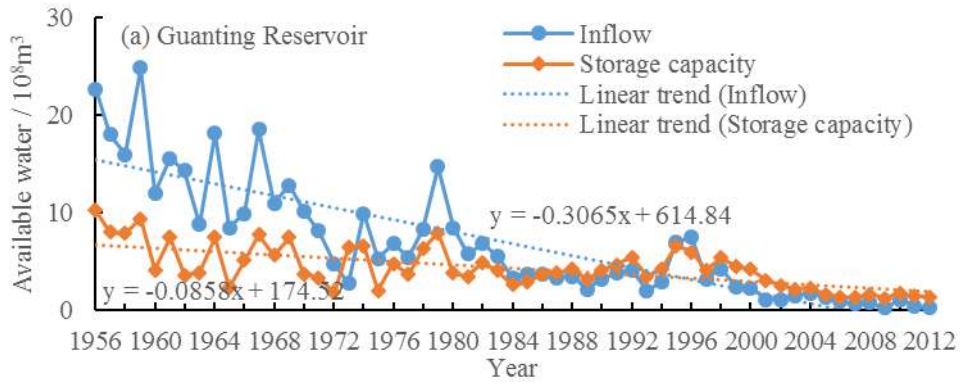 30
(a) Guanting Reservoir
Inflow
Storage capacity
Linear trend (Inflow)
Linear trend (Storage capacity)
20
10
0
Available water / 10⁸m³
y = -0.3065x + 614.84
y = -0.0858x + 174.52
1956 1960 1964 1968 1972 1976 1980 1984 1988 1992 1996 2000 2004 2008 2012
Year